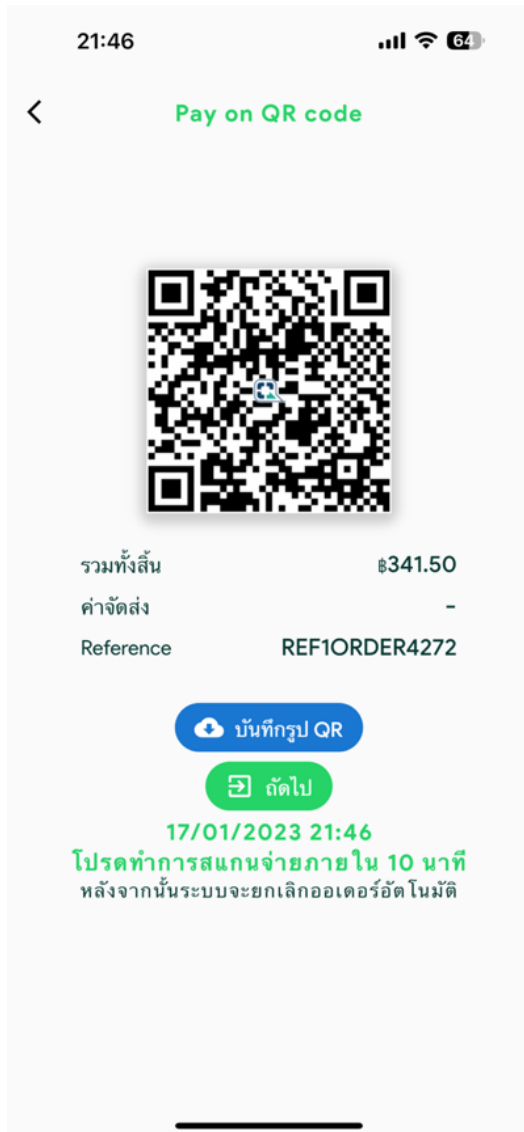 21:46
64
Pay on QR code
รวมทั้งสิ้น ฿341.50
ค่าจัดส่ง -
Reference REF1ORDER4272
บันทึกรูป QR
ถัดไป
17/01/2023 21:46
โปรดทำการสแกนจ่ายภายใน 10 นาที
หลังจากนั้นระบบจะยกเลิกออเดอร์อัตโนมัติ